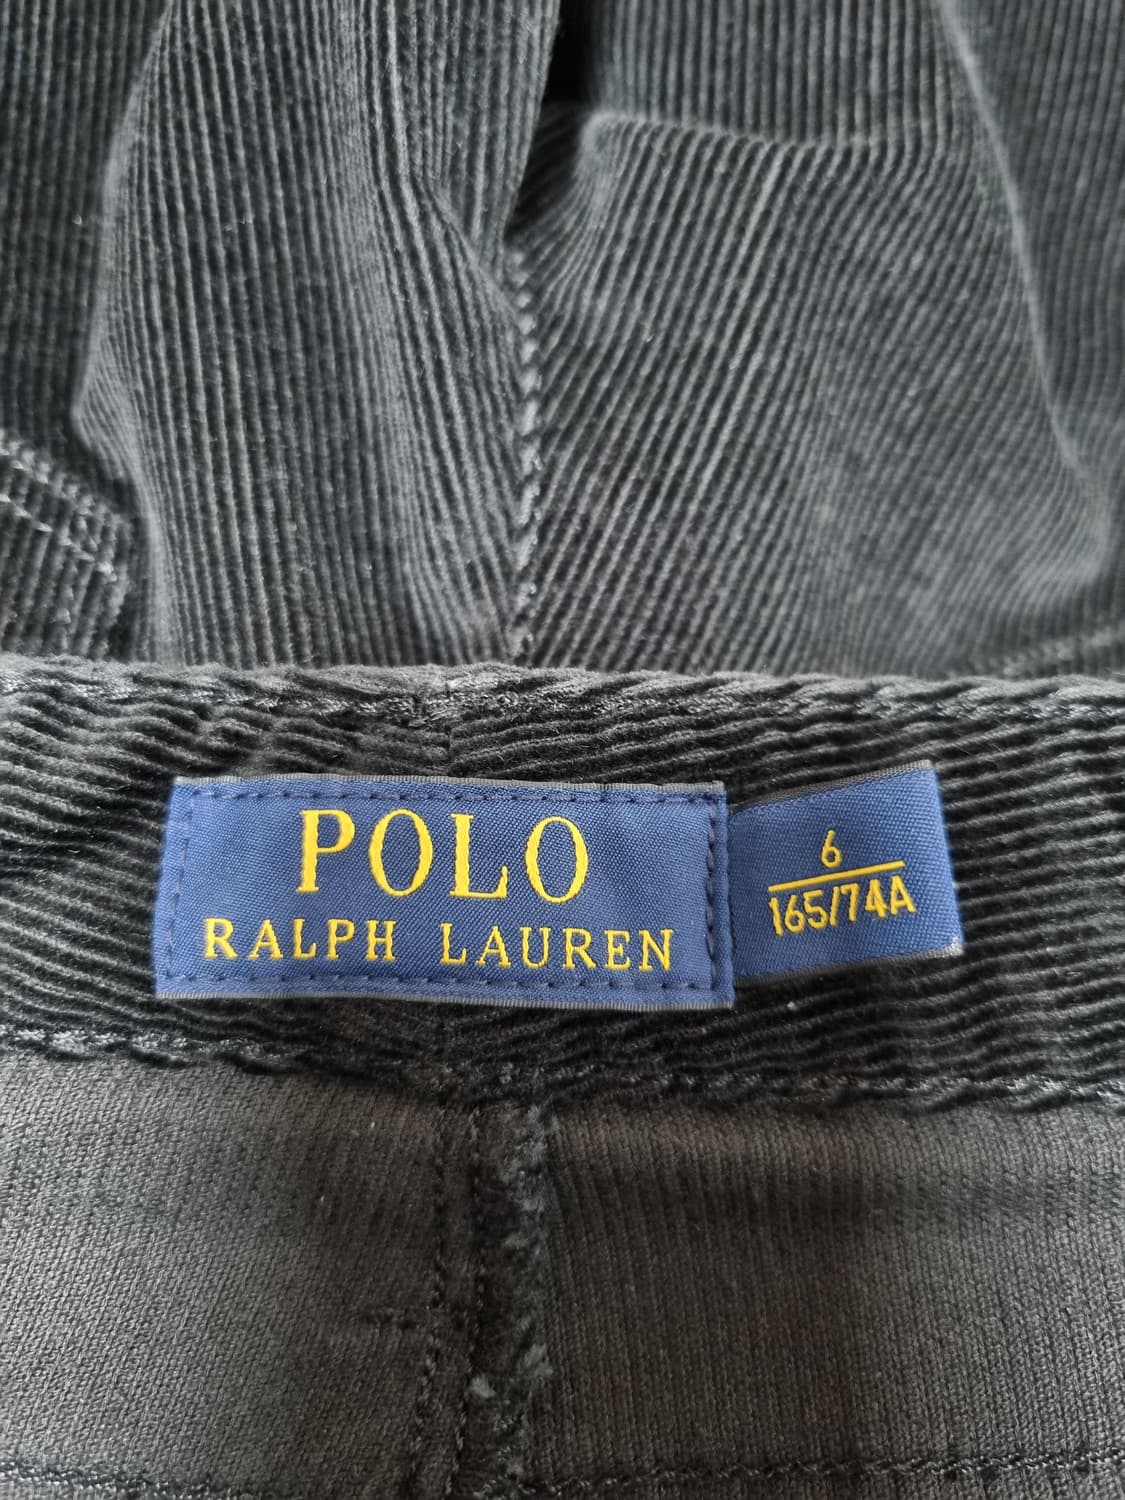 POLO
RALPH LAUREN
6
165/74A